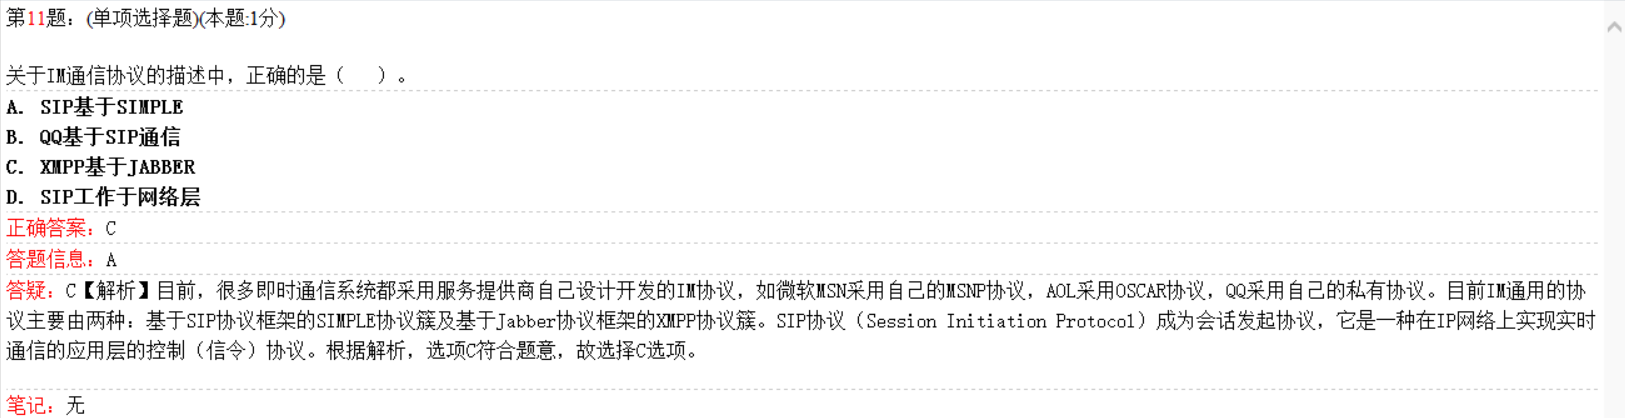 第11题：(单项选择题)(本题:1分)
关于IM通信协议的描述中，正确的是（　　）。
A. SIP基于SIMPLE
B. QQ基于SIP通信
C. XMPP基于JABBER
D. SIP工作于网络层
正确答案：C
答题信息：A
答疑：C【解析】目前，很多即时通信系统都采用服务提供商自己设计开发的IM协议，如微软MSN采用自己的MSNP协议，AOL采用OSCAR协议，QQ采用自己的私有协议。目前IM通用的协
议主要由两种：基于SIP协议框架的SIMPLE协议簇及基于Jabber协议框架的XMPP协议簇。SIP协议（Session Initiation Protocol）成为会话发起协议，它是一种在IP网络上实现实时
通信的应用层的控制（信令）协议。根据解析，选项C符合题意，故选择C选项。
笔记：无